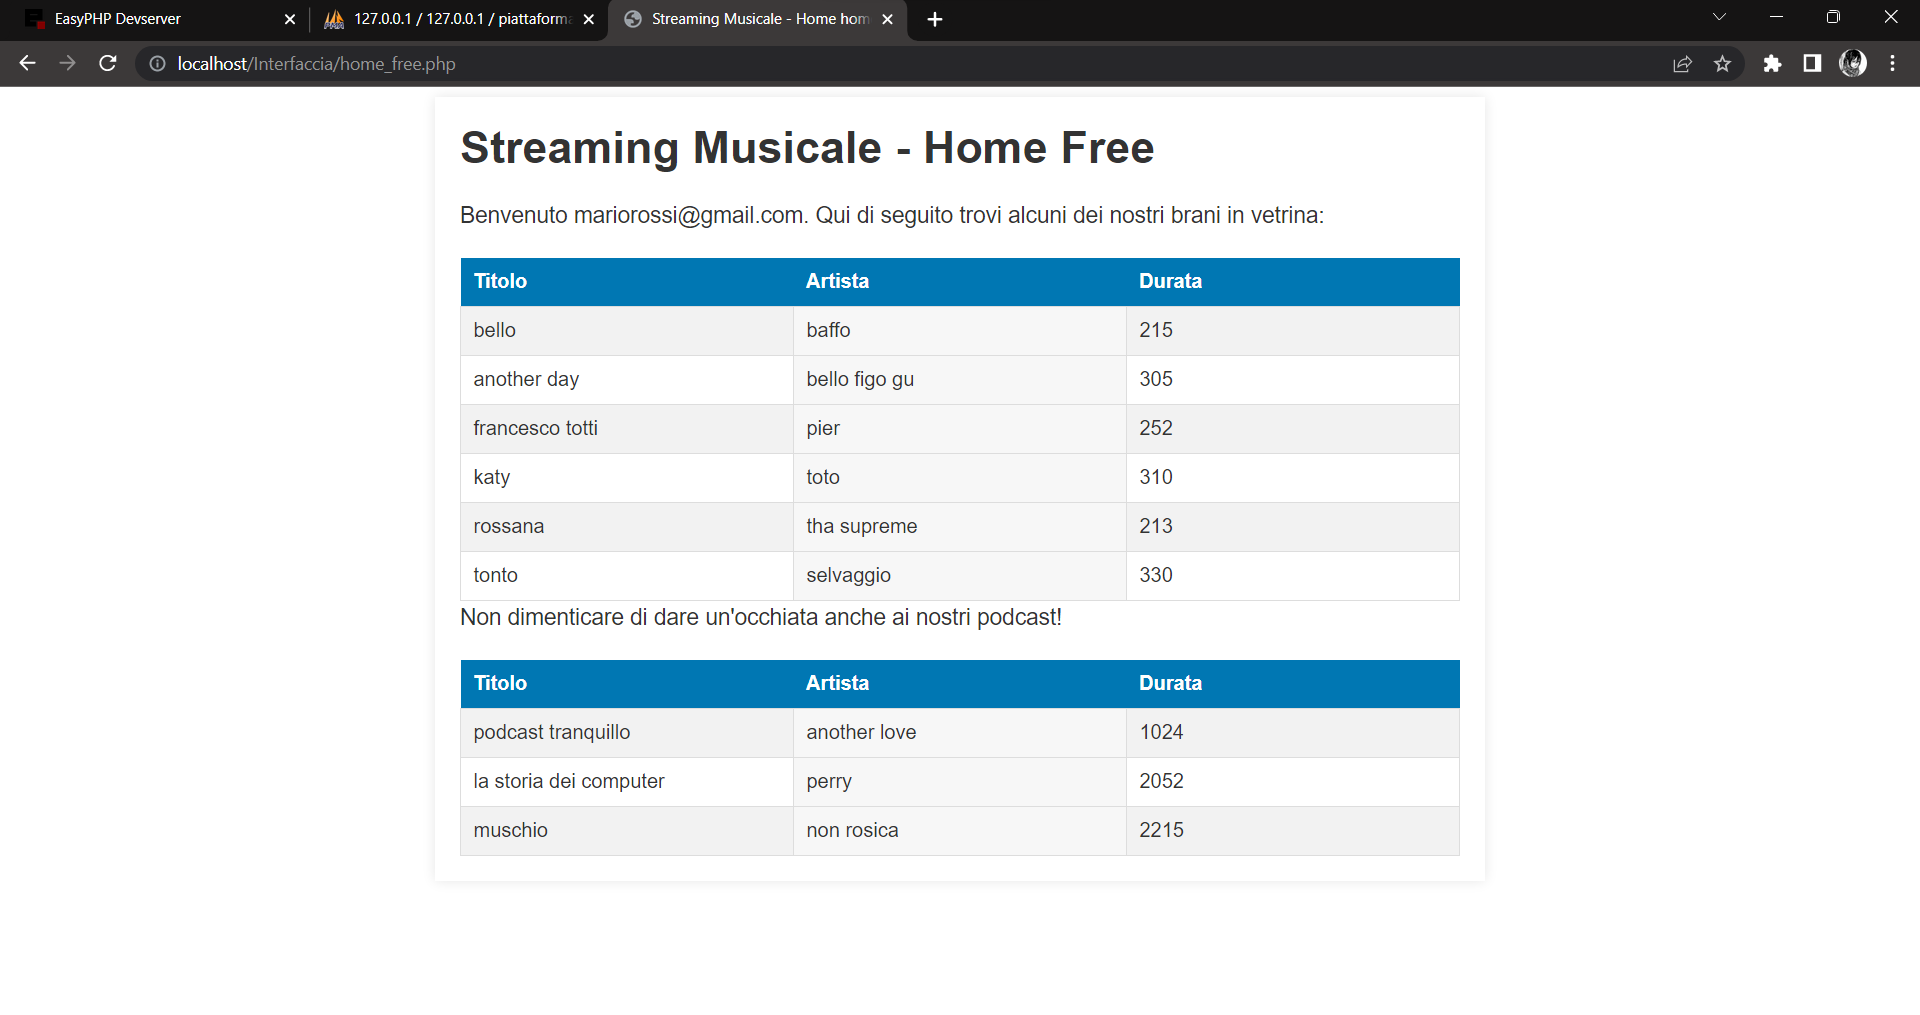 EasyPHP Devserver
127.0.0.1 / 127.0.0.1 / piattaforma
Streaming Musicale - Home hom
localhost/Interfaccia/home_free.php
Streaming Musicale - Home Free
Benvenuto mariorossi@gmail.com. Qui di seguito trovi alcuni dei nostri brani in vetrina:
Titolo Artista Durata
bello baffo 215
another day bello figo gu 305
francesco totti pier 252
katy toto 310
rossana tha supreme 213
tonto selvaggio 330
Non dimenticare di dare un'occhiata anche ai nostri podcast!
Titolo Artista Durata
podcast tranquillo another love 1024
la storia dei computer perry 2052
muschio non rosica 2215